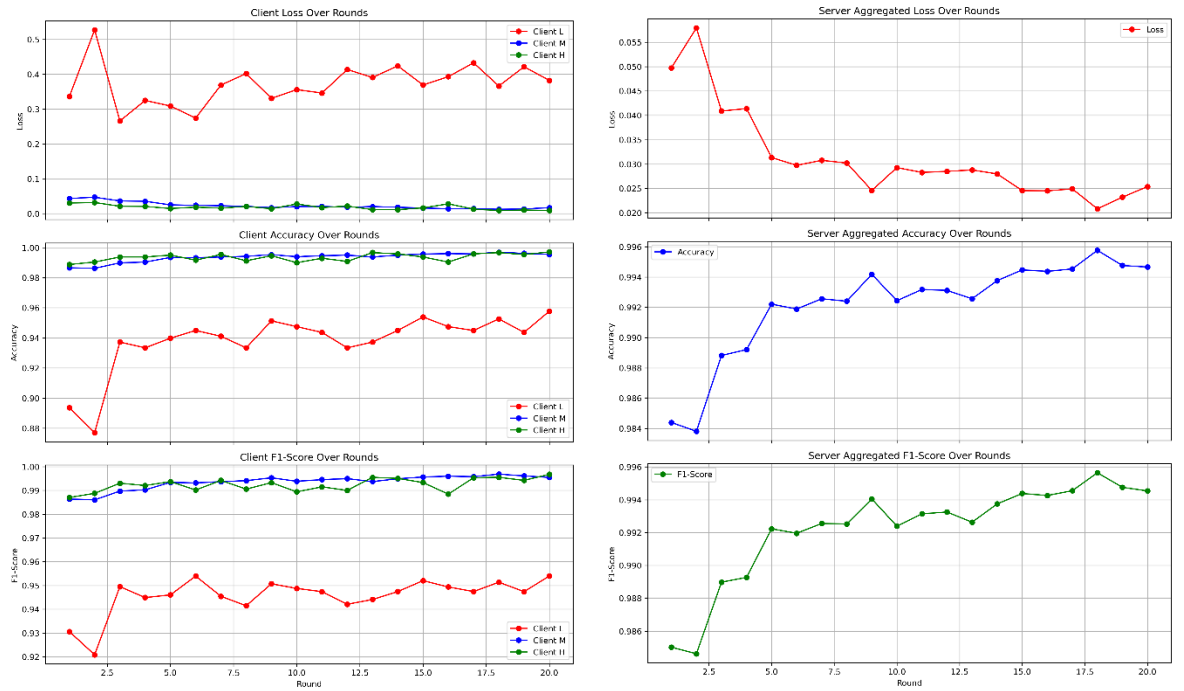 Client Loss Over Rounds
Client L
Client M
Client H
0.5
0.4
0.3
0.2
0.1
0.0
Loss
Client Accuracy Over Rounds
1.00
0.98
0.96
0.94
0.92
0.90
0.88
Accuracy
Client L
Client M
Client H
Client F1-Score Over Rounds
1.00
0.99
0.98
0.97
0.96
0.95
0.94
0.93
0.92
F1-Score
Client L
Client M
Client H
2.5 5.0 7.5 10.0 12.5 15.0 17.5 20.0
Round
Server Aggregated Loss Over Rounds
Loss
0.055
0.050
0.045
0.040
0.035
0.030
0.025
0.020
Loss
Server Aggregated Accuracy Over Rounds
Accuracy
0.996
0.994
0.992
0.990
0.988
0.986
0.984
Accuracy
Server Aggregated F1-Score Over Rounds
F1-Score
0.996
0.994
0.992
0.990
0.988
0.986
F1-Score
2.5 5.0 7.5 10.0 12.5 15.0 17.5 20.0
Round